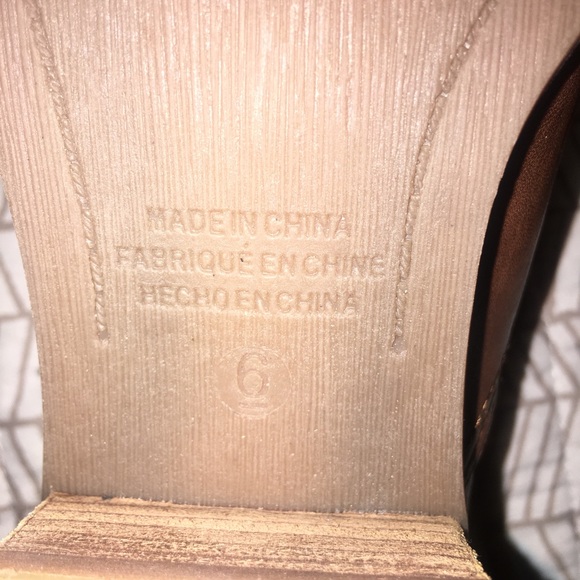 MADE IN CHINA
FABRIQUÉ EN CHINE
HECHO EN CHINA
6